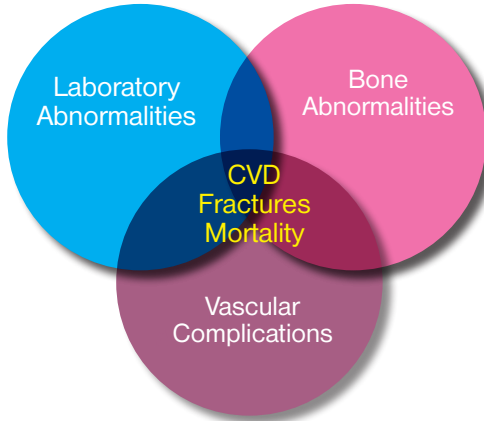 Laboratory
Abnormalities
Bone
Abnormalities
CVD
Fractures
Mortality
Vascular
Complications